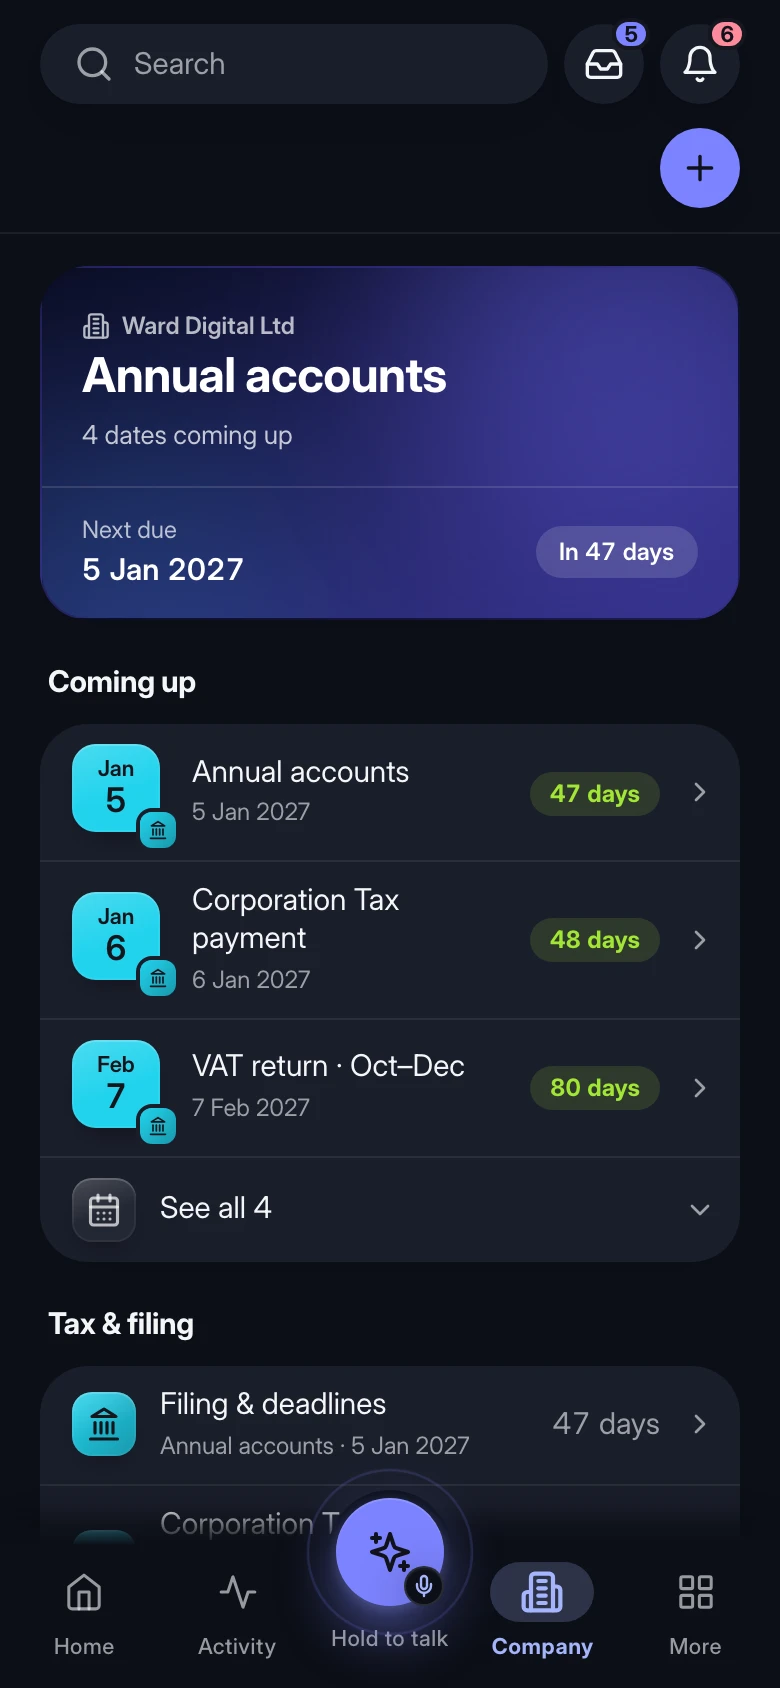 Search
5
6
Ward Digital Ltd
Annual accounts
4 dates coming up
Next due
5 Jan 2027
In 47 days
Coming up
Jan
5
Annual accounts
5 Jan 2027
47 days
Jan
6
Corporation Tax
payment
6 Jan 2027
48 days
Feb
7
VAT return · Oct–Dec
7 Feb 2027
80 days
See all 4
Tax & filing
Filing & deadlines
Annual accounts · 5 Jan 2027
47 days
Corporation T
Home
Activity
Hold to talk
Company
More